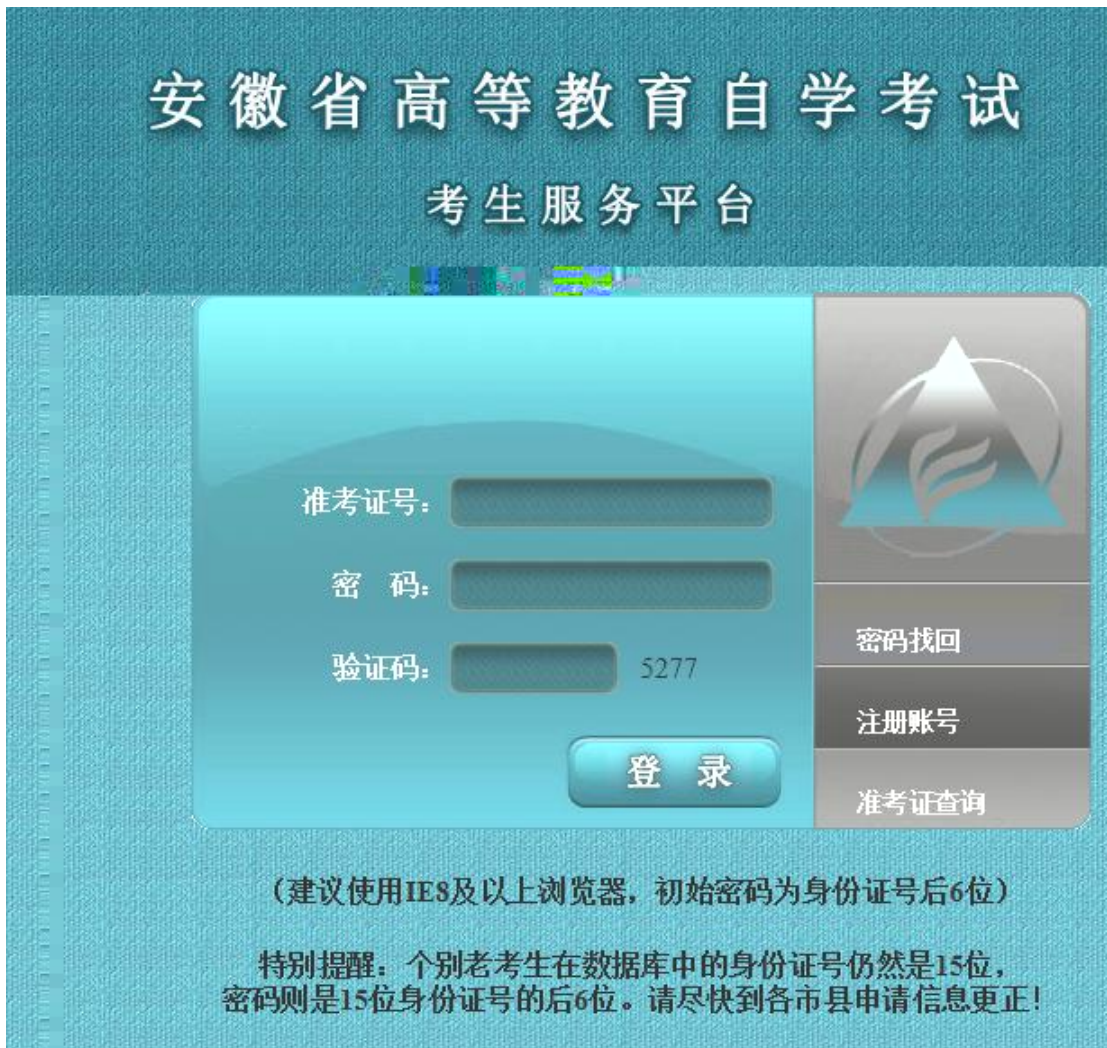 安徽省高等教育自学考试
考生服务平台
准考证号：
密 码：
验证码： 5277
登 录
密码找回
注册账号
准考证查询
（建议使用IE8及以上浏览器，初始密码为身份证号后6位）
特别提醒：个别老考生在数据库中的身份证号仍然是15位，
密码则是15位身份证号的后6位。请尽快到各市县申请信息更正！